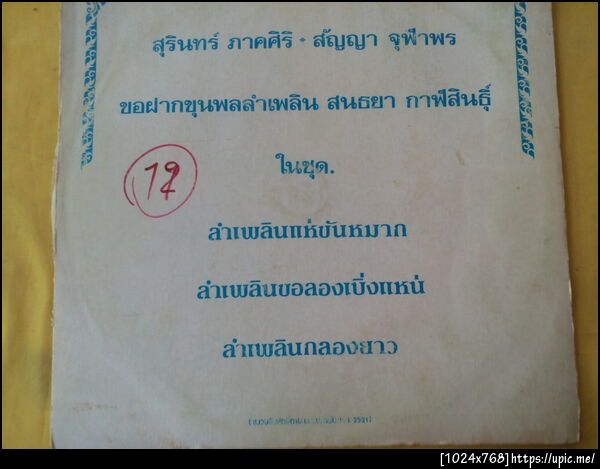 สุรินทร์ ภาคศิริ - สัญญา จุฬาพร
ขอฝากขุนพลลำเพลิน สนธยา กาฬสินธุ์
ในชุด.
ลำเพลินแห่ขันหมาก
ลำเพลินขอลองเบิ่งแหน่
ลำเพลินกลองยาว
[1024x768]https://upic.me/